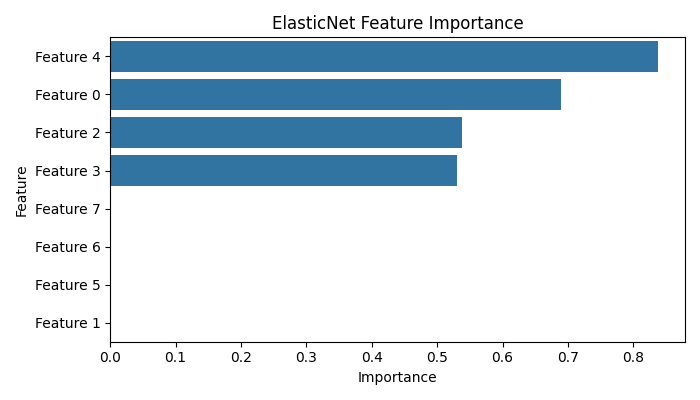 ElasticNet Feature Importance
Feature 4
Feature 0
Feature 2
Feature 3
Feature 7
Feature 6
Feature 5
Feature 1
Feature
0.0 0.1 0.2 0.3 0.4 0.5 0.6 0.7 0.8
Importance